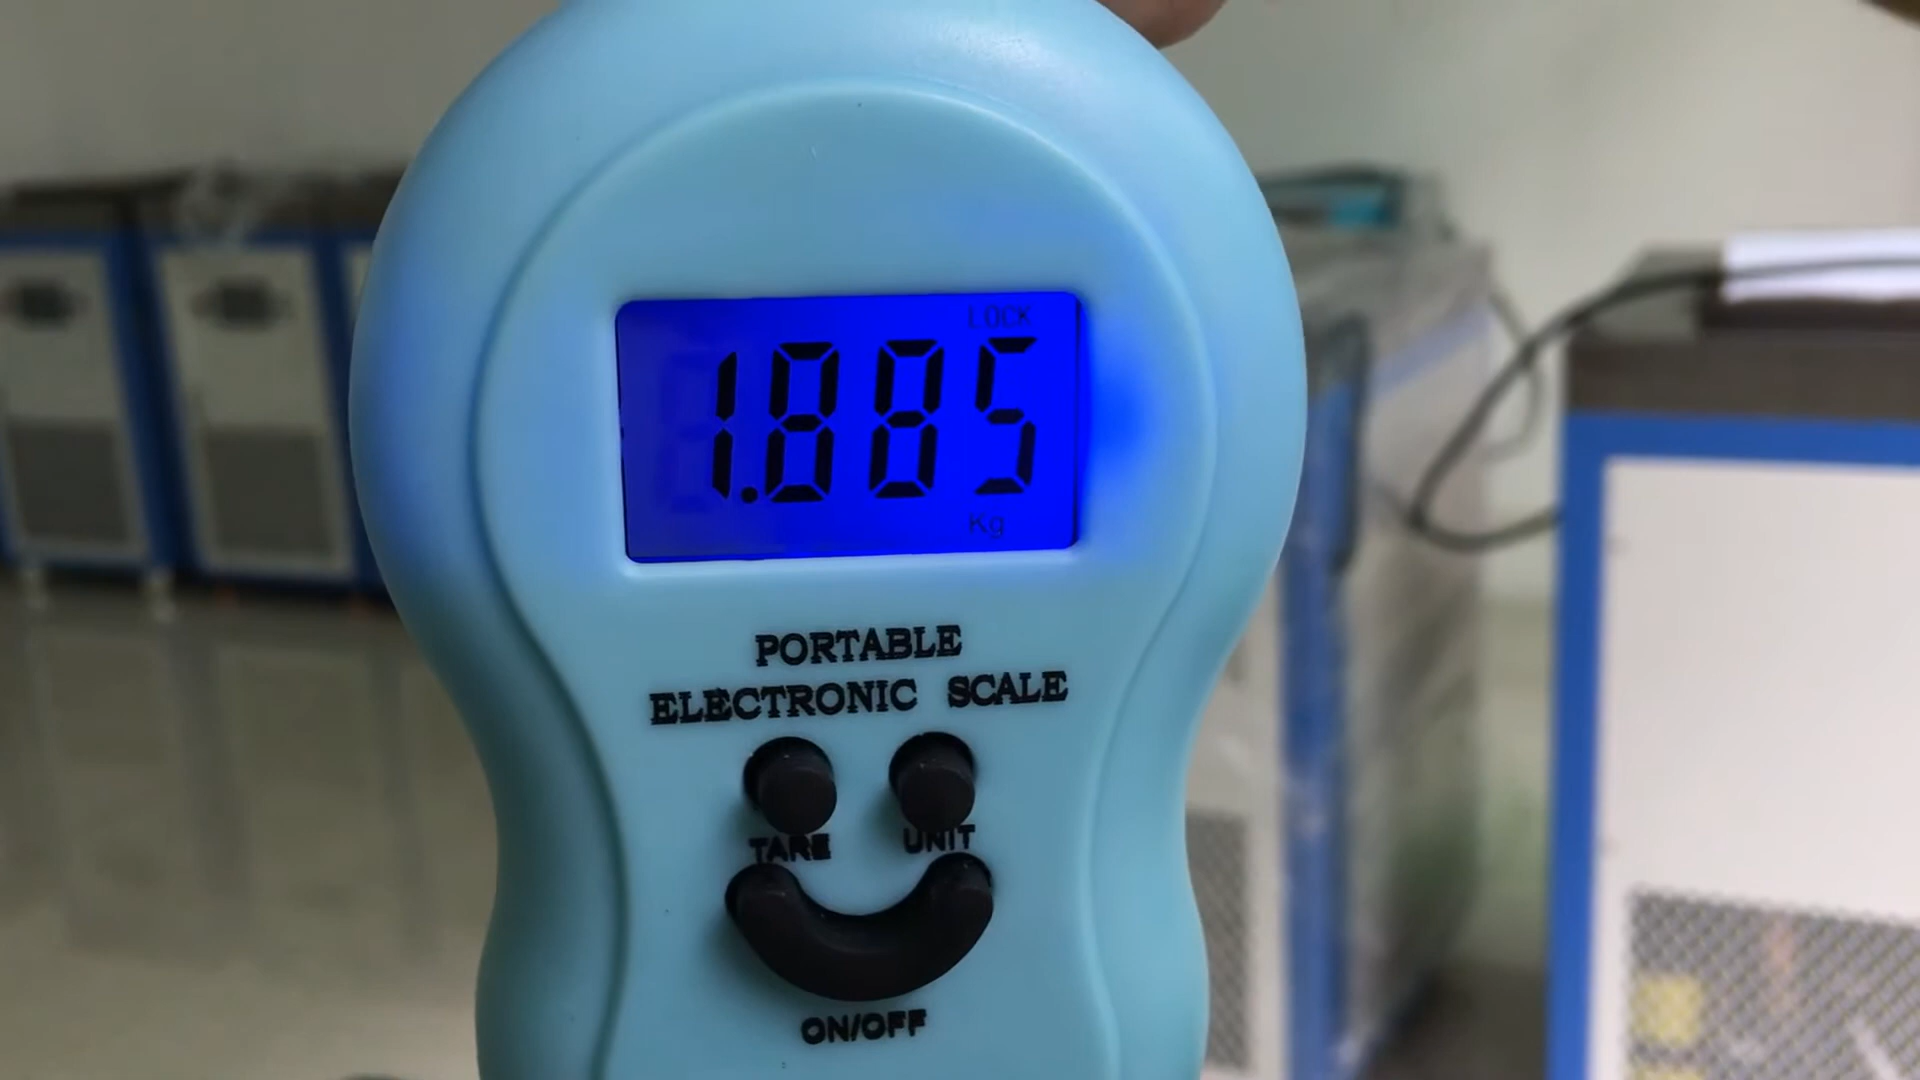 LOCK
1.885
Kg
PORTABLE
ELECTRONIC SCALE
TARE UNIT
ON/OFF